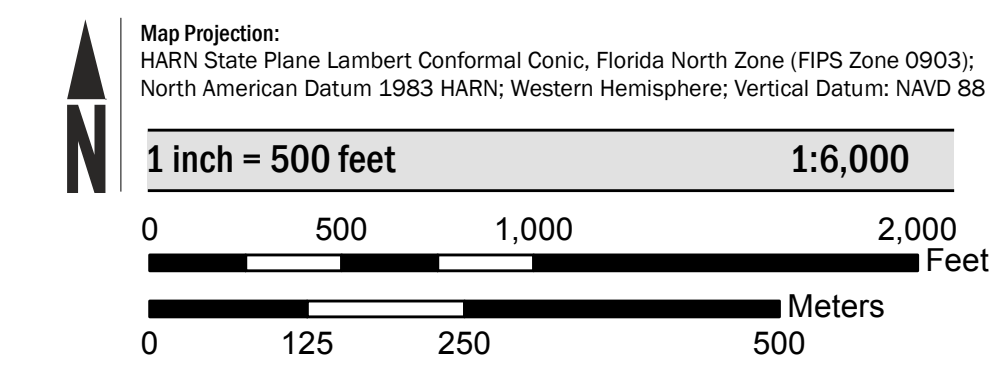 Map Projection:
HARN State Plane Lambert Conformal Conic, Florida North Zone (FIPS Zone 0903);
North American Datum 1983 HARN; Western Hemisphere; Vertical Datum: NAVD 88
N
1 inch = 500 feet 1:6,000
0 500 1,000 2,000
Feet
Meters
0 125 250 500